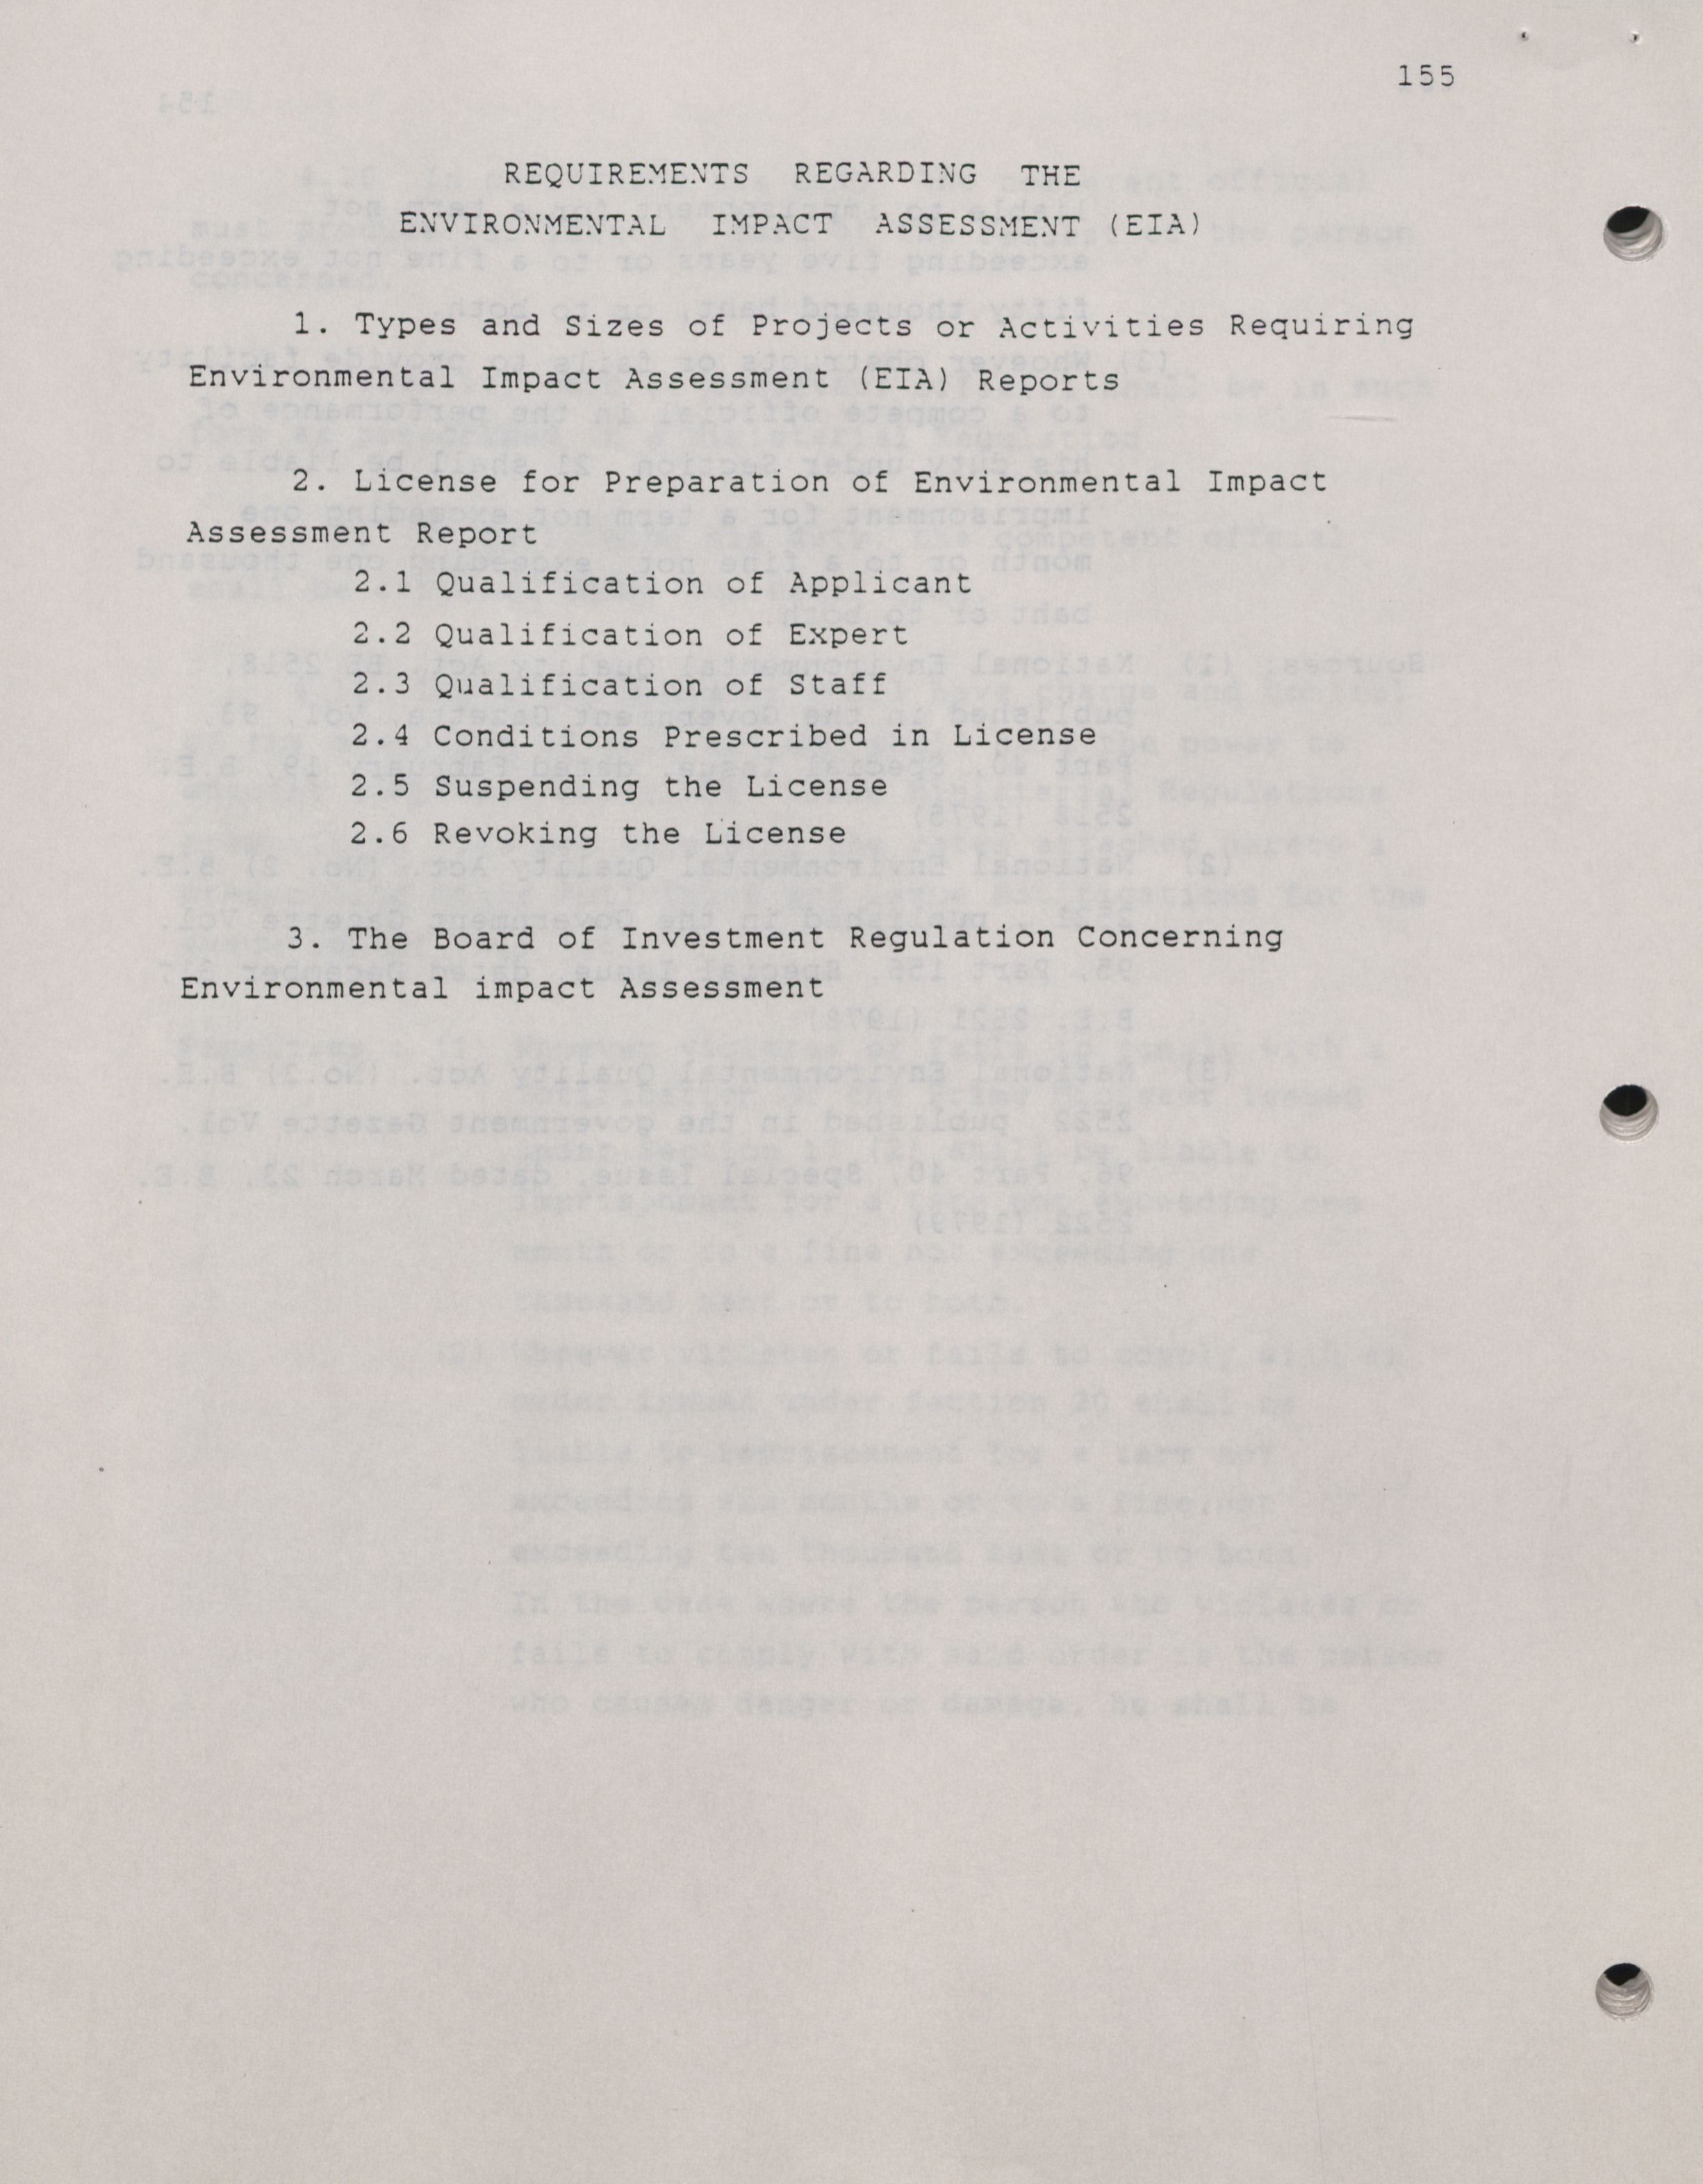 155
REQUIREMENTS REGARDING THE
ENVIRONMENTAL IMPACT ASSESSMENT (EIA)
1. Types and Sizes of Projects or Activities Requiring
Environmental Impact Assessment (EIA) Reports
2. License for Preparation of Environmental Impact
Assessment Report
2.1 Qualification of Applicant
2.2 Qualification of Expert
2.3 Qualification of Staff
2.4 Conditions Prescribed in License
2.5 Suspending the License
2.6 Revoking the License
3. The Board of Investment Regulation Concerning
Environmental impact Assessment